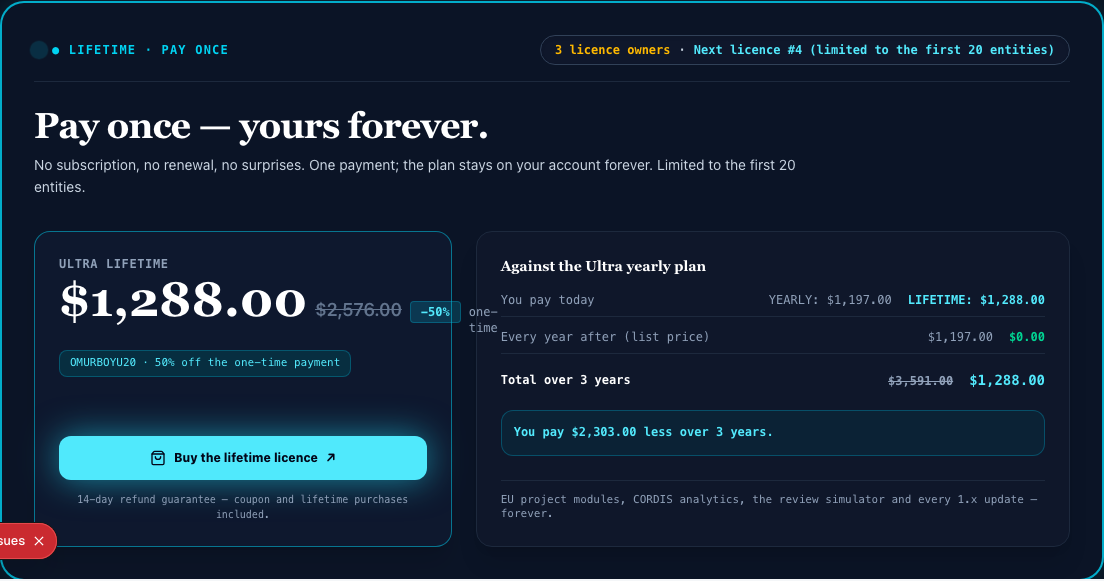 LIFETIME · PAY ONCE
3 licence owners · Next licence #4 (limited to the first 20 entities)
Pay once — yours forever.
No subscription, no renewal, no surprises. One payment; the plan stays on your account forever. Limited to the first 20
entities.
ULTRA LIFETIME
$1,288.00 $2,576.00 −50% one-
time
OMURBOYU20 · 50% off the one-time payment
Buy the lifetime licence
14-day refund guarantee — coupon and lifetime purchases
included.
Against the Ultra yearly plan
You pay today YEARLY: $1,197.00 LIFETIME: $1,288.00
Every year after (list price) $1,197.00 $0.00
Total over 3 years $3,591.00 $1,288.00
You pay $2,303.00 less over 3 years.
EU project modules, CORDIS analytics, the review simulator and every 1.x update —
forever.
sues